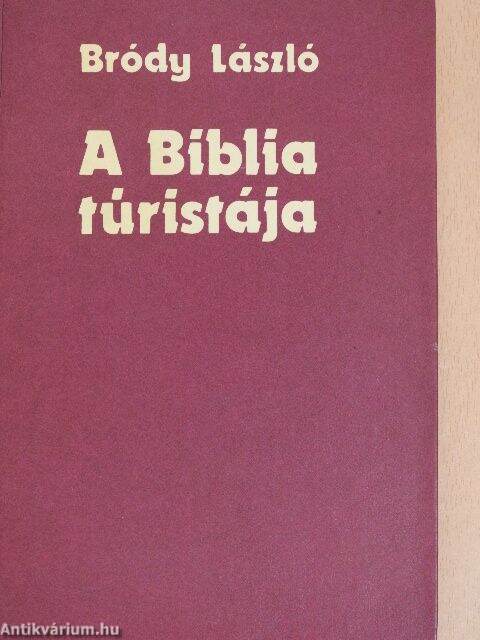 Bródy László
A Biblia
túristája
Antikvárium.hu